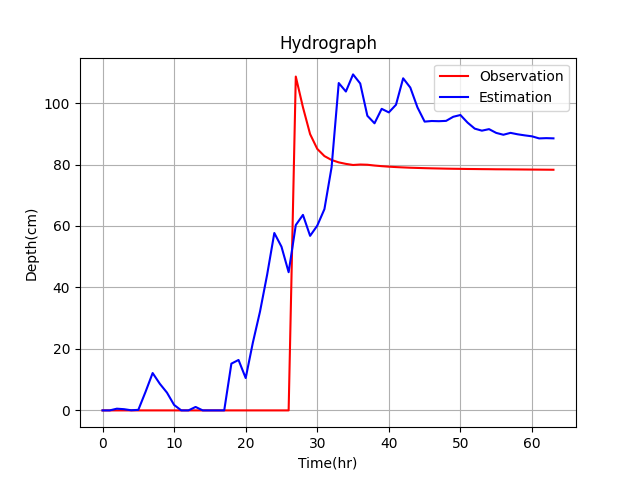 Hydrograph
Observation
Estimation
Depth(cm)
100
80
60
40
20
0
0 10 20 30 40 50 60
Time(hr)